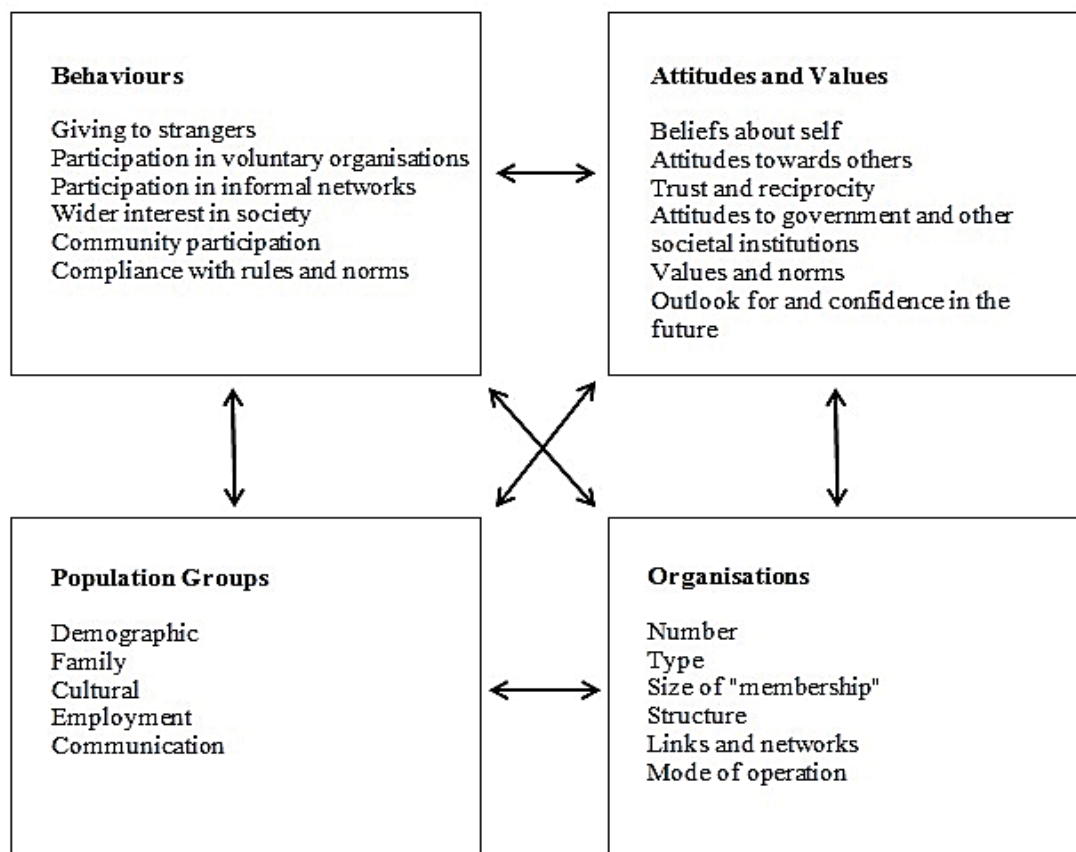 Behaviours
Giving to strangers
Participation in voluntary organisations
Participation in informal networks
Wider interest in society
Community participation
Compliance with rules and norms
Attitudes and Values
Beliefs about self
Attitudes towards others
Trust and reciprocity
Attitudes to government and other
societal institutions
Values and norms
Outlook for and confidence in the
future
Population Groups
Demographic
Family
Cultural
Employment
Communication
Organisations
Number
Type
Size of "membership"
Structure
Links and networks
Mode of operation